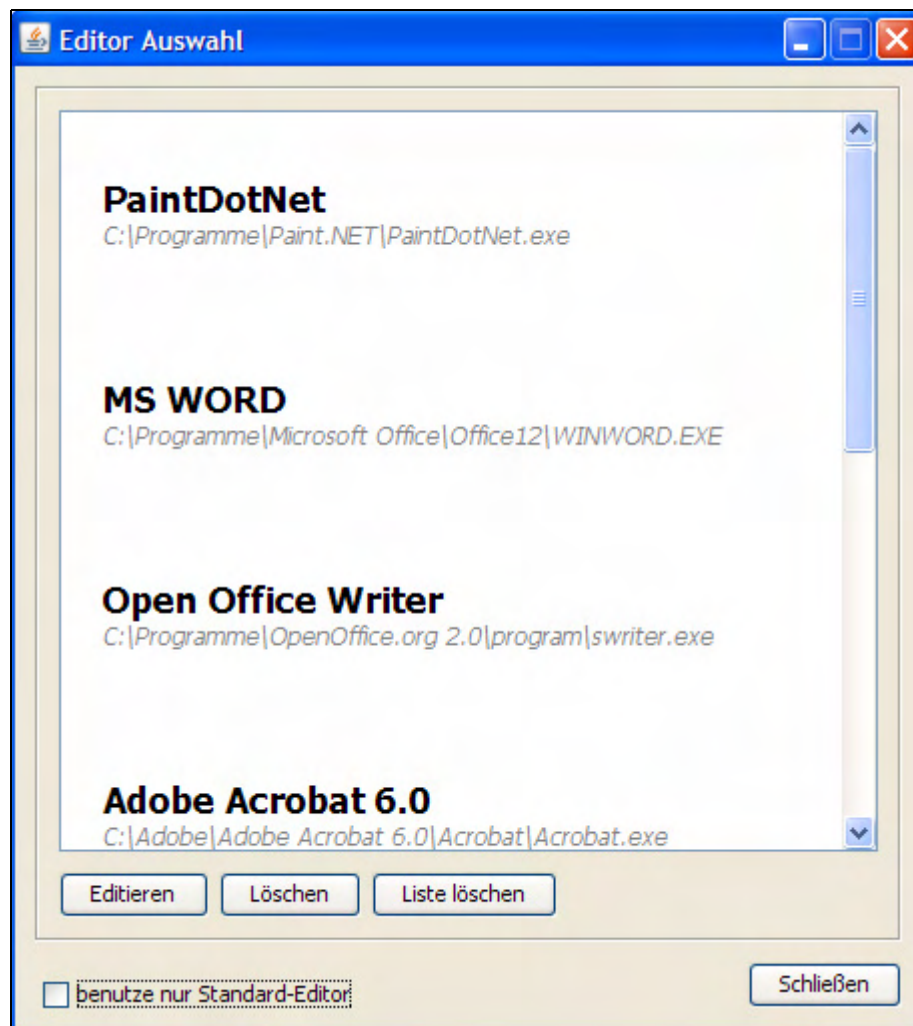 Editor Auswahl
PaintDotNet
C:\Programme\Paint.NET\PaintDotNet.exe
MS WORD
C:\Programme\Microsoft Office\Office12\WINWORD.EXE
Open Office Writer
C:\Programme\OpenOffice.org 2.0\program\swriter.exe
Adobe Acrobat 6.0
C:\Adobe\Adobe Acrobat 6.0\Acrobat\Acrobat.exe
Editieren Löschen Liste löschen
benutze nur Standard-Editor Schließen